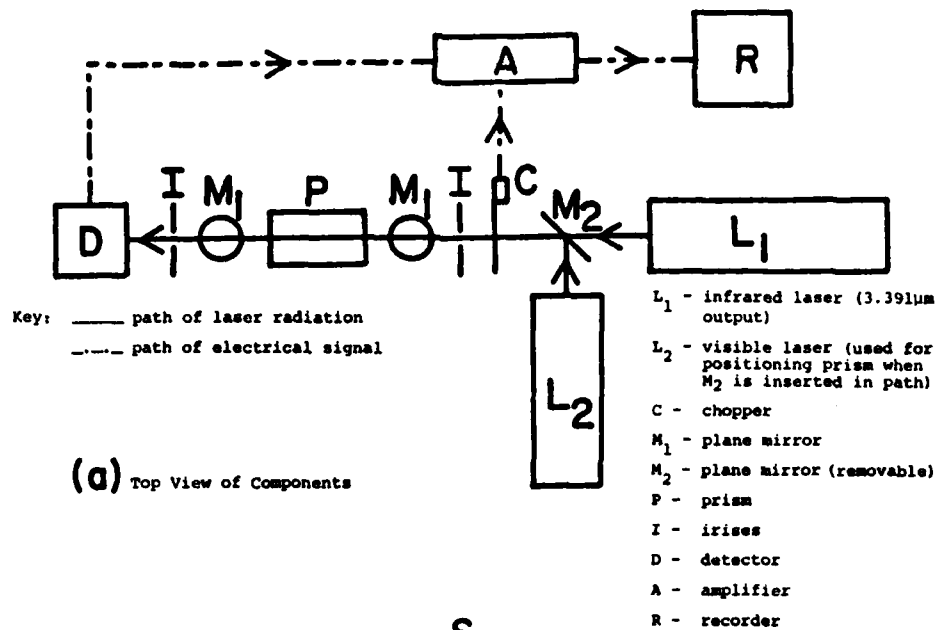 A
R
I
M1
P
M1
I
C
M2
D
L1
L2
Key: path of laser radiation
path of electrical signal
(a) Top View of Components
L1 - infrared laser (3.391µm
output)
L2 - visible laser (used for
positioning prism when
M2 is inserted in path)
C - chopper
M1 - plane mirror
M2 - plane mirror (removable)
P - prism
I - irises
D - detector
A - amplifier
R - recorder